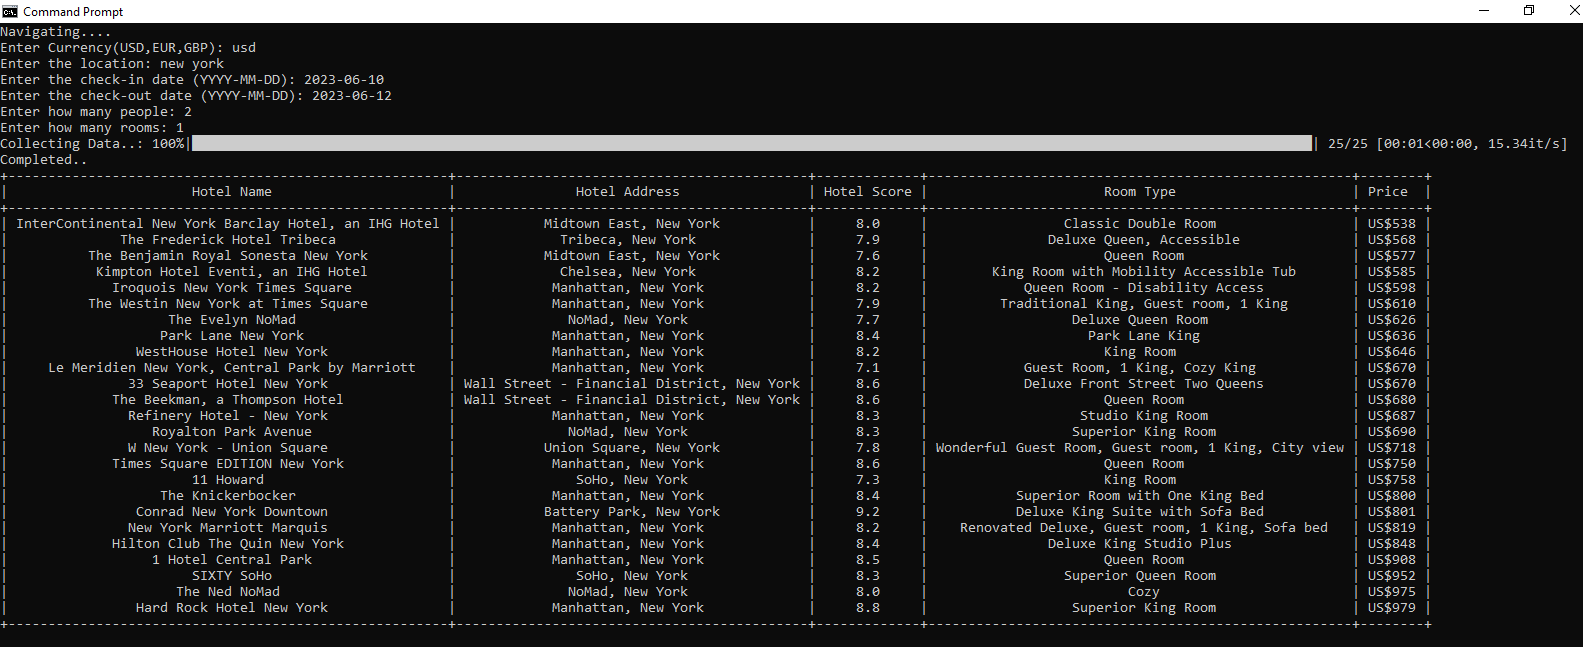 Command Prompt
Navigating....
Enter Currency(USD,EUR,GBP): usd
Enter the location: new york
Enter the check-in date (YYYY-MM-DD): 2023-06-10
Enter the check-out date (YYYY-MM-DD): 2023-06-12
Enter how many people: 2
Enter how many rooms: 1
Collecting Data..: 100%| | 25/25 [00:01<00:00, 15.34it/s]
Completed..
| Hotel Name | Hotel Address | Hotel Score | Room Type | Price |
| InterContinental New York Barclay Hotel, an IHG Hotel | Midtown East, New York | 8.0 | Classic Double Room | US$538 |
| The Frederick Hotel Tribeca | Tribeca, New York | 7.9 | Deluxe Queen, Accessible | US$568 |
| The Benjamin Royal Sonesta New York | Midtown East, New York | 7.6 | Queen Room | US$577 |
| Kimpton Hotel Eventi, an IHG Hotel | Chelsea, New York | 8.2 | King Room with Mobility Accessible Tub | US$585 |
| Iroquois New York Times Square | Manhattan, New York | 8.2 | Queen Room - Disability Access | US$598 |
| The Westin New York at Times Square | Manhattan, New York | 7.9 | Traditional King, Guest room, 1 King | US$610 |
| The Evelyn NoMad | NoMad, New York | 7.7 | Deluxe Queen Room | US$626 |
| Park Lane New York | Manhattan, New York | 8.4 | Park Lane King | US$636 |
| WestHouse Hotel New York | Manhattan, New York | 8.2 | King Room | US$646 |
| Le Meridien New York, Central Park by Marriott | Manhattan, New York | 7.1 | Guest Room, 1 King, Cozy King | US$670 |
| 33 Seaport Hotel New York | Wall Street - Financial District, New York | 8.6 | Deluxe Front Street Two Queens | US$670 |
| The Beekman, a Thompson Hotel | Wall Street - Financial District, New York | 8.6 | Queen Room | US$680 |
| Refinery Hotel - New York | Manhattan, New York | 8.3 | Studio King Room | US$687 |
| Royalton Park Avenue | NoMad, New York | 8.3 | Superior King Room | US$690 |
| W New York - Union Square | Union Square, New York | 7.8 | Wonderful Guest Room, Guest room, 1 King, City view | US$718 |
| Times Square EDITION New York | Manhattan, New York | 8.6 | Queen Room | US$750 |
| 11 Howard | SoHo, New York | 7.3 | King Room | US$758 |
| The Knickerbocker | Manhattan, New York | 8.4 | Superior Room with One King Bed | US$800 |
| Conrad New York Downtown | Battery Park, New York | 9.2 | Deluxe King Suite with Sofa Bed | US$801 |
| New York Marriott Marquis | Manhattan, New York | 8.2 | Renovated Deluxe, Guest room, 1 King, Sofa bed | US$819 |
| Hilton Club The Quin New York | Manhattan, New York | 8.4 | Deluxe King Studio Plus | US$848 |
| 1 Hotel Central Park | Manhattan, New York | 8.5 | Queen Room | US$908 |
| SIXTY SoHo | SoHo, New York | 8.3 | Superior Queen Room | US$952 |
| The Ned NoMad | NoMad, New York | 8.0 | Cozy | US$975 |
| Hard Rock Hotel New York | Manhattan, New York | 8.8 | Superior King Room | US$979 |